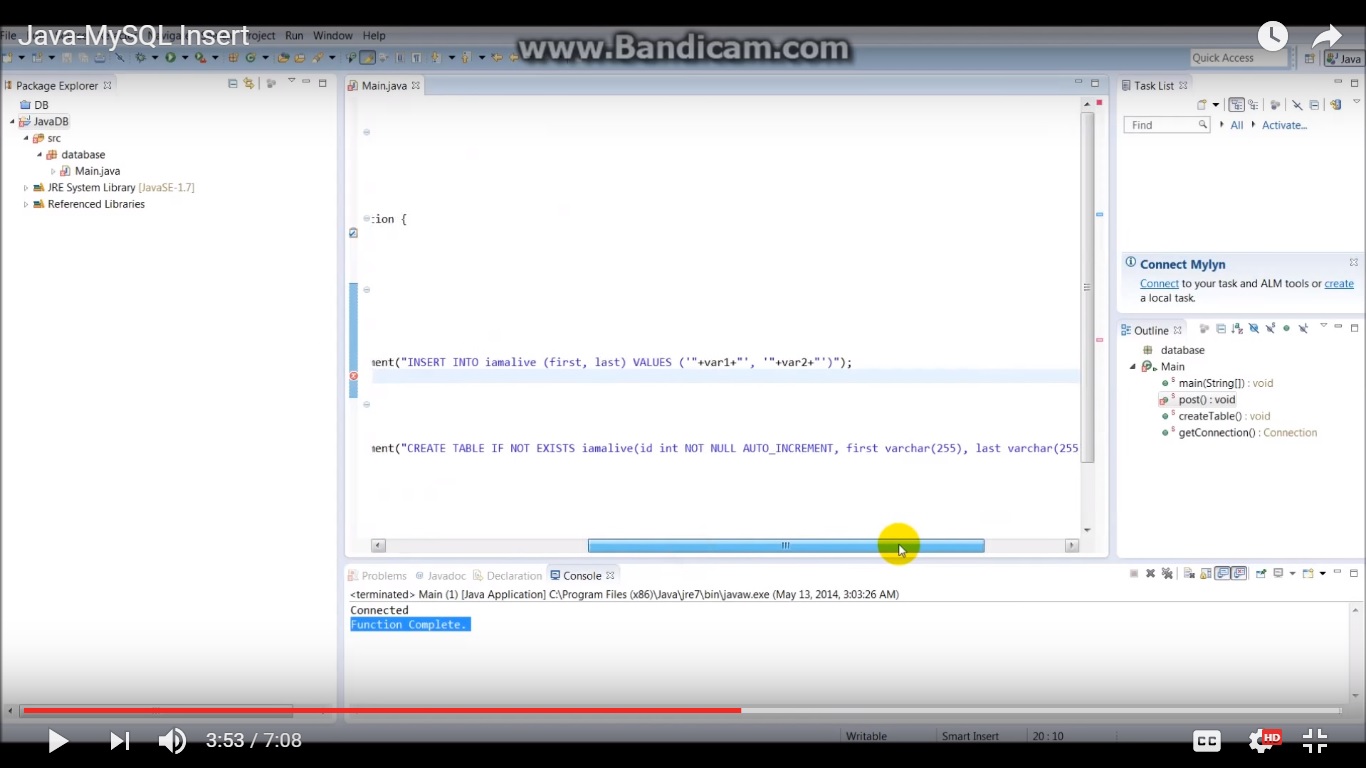 Java-MySQL Insert
www.Bandicam.com
File
Project Run Window Help
Quick Access
Java
Package Explorer
DB
JavaDB
src
database
Main.java
JRE System Library [JavaSE-1.7]
Referenced Libraries
Main.java
tion {
ment("INSERT INTO iamalive (first, last) VALUES ('"+var1+"', '"+var2+"')");
ment("CREATE TABLE IF NOT EXISTS iamalive(id int NOT NULL AUTO_INCREMENT, first varchar(255), last varchar(255
Task List
Find
All
Activate...
Connect Mylyn
Connect to your task and ALM tools or create
a local task.
Outline
database
Main
main(String[]) : void
post() : void
createTable() : void
getConnection() : Connection
Problems
@ Javadoc
Declaration
Console
<terminated> Main (1) [Java Application] C:\Program Files (x86)\Java\jre7\bin\javaw.exe (May 13, 2014, 3:03:26 AM)
Connected
Function Complete.
3:53 / 7:08
Writable
Smart Insert
20 : 10
CC
HD